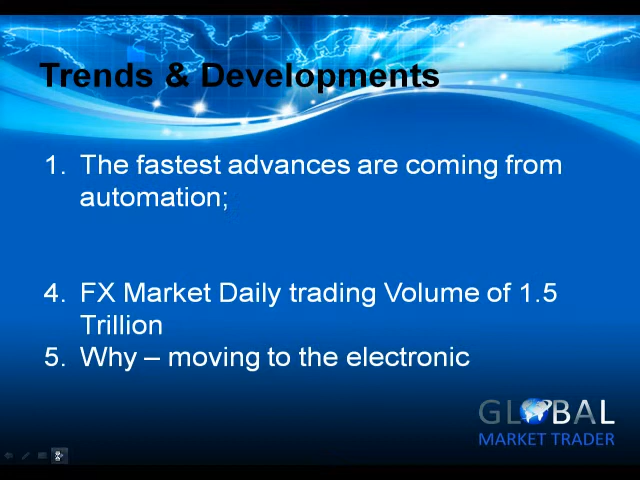 Trends & Developments
1. The fastest advances are coming from
automation;
4. FX Market Daily trading Volume of 1.5
Trillion
5. Why – moving to the electronic
GLOBAL
MARKET TRADER